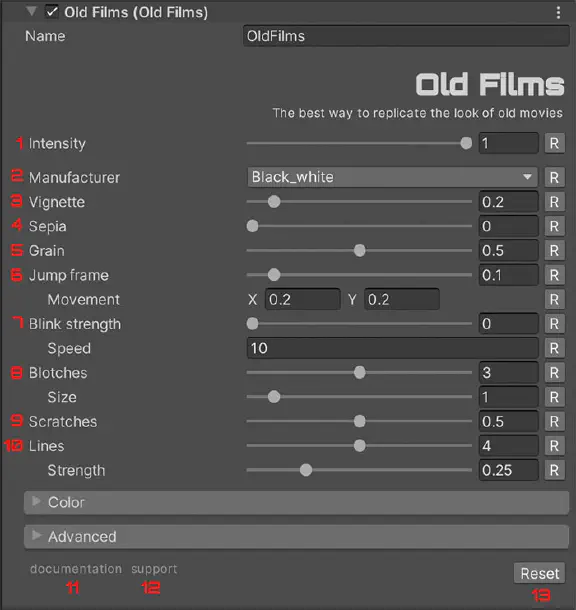 Old Films (Old Films)
Name OldFilms
Old Films
The best way to replicate the look of old movies
1 Intensity 1 R
2 Manufacturer Black_white R
3 Vignette 0.2 R
4 Sepia 0 R
5 Grain 0.5 R
6 Jump frame 0.1 R
Movement X 0.2 Y 0.2 R
7 Blink strength 0 R
Speed 10 R
8 Blotches 3 R
Size 1 R
9 Scratches 0.5 R
10 Lines 4 R
Strength 0.25 R
Color
Advanced
documentation support Reset
11 12 13